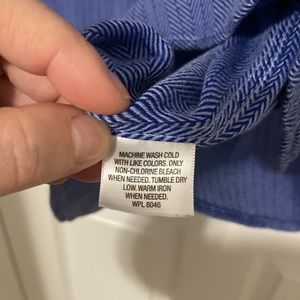 MACHINE WASH COLD
WITH LIKE COLORS. ONLY
NON-CHLORINE BLEACH
WHEN NEEDED. TUMBLE DRY
LOW. WARM IRON
WHEN NEEDED.
WPL 8046